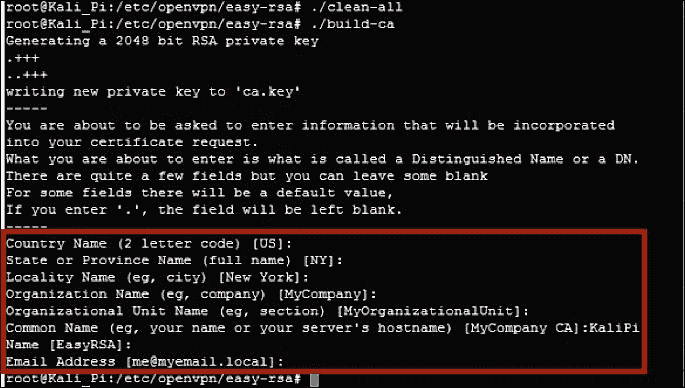 root@Kali_Pi:/etc/openvpn/easy-rsa# ./clean-all
root@Kali_Pi:/etc/openvpn/easy-rsa# ./build-ca
Generating a 2048 bit RSA private key
.+++
..+++
writing new private key to 'ca.key'
-----
You are about to be asked to enter information that will be incorporated
into your certificate request.
What you are about to enter is what is called a Distinguished Name or a DN.
There are quite a few fields but you can leave some blank
For some fields there will be a default value,
If you enter '.', the field will be left blank.
-----
Country Name (2 letter code) [US]:
State or Province Name (full name) [NY]:
Locality Name (eg, city) [New York]:
Organization Name (eg, company) [MyCompany]:
Organizational Unit Name (eg, section) [MyOrganizationalUnit]:
Common Name (eg, your name or your server's hostname) [MyCompany CA]:KaliPi
Name [EasyRSA]:
Email Address [me@myemail.local]:
root@Kali_Pi:/etc/openvpn/easy-rsa#